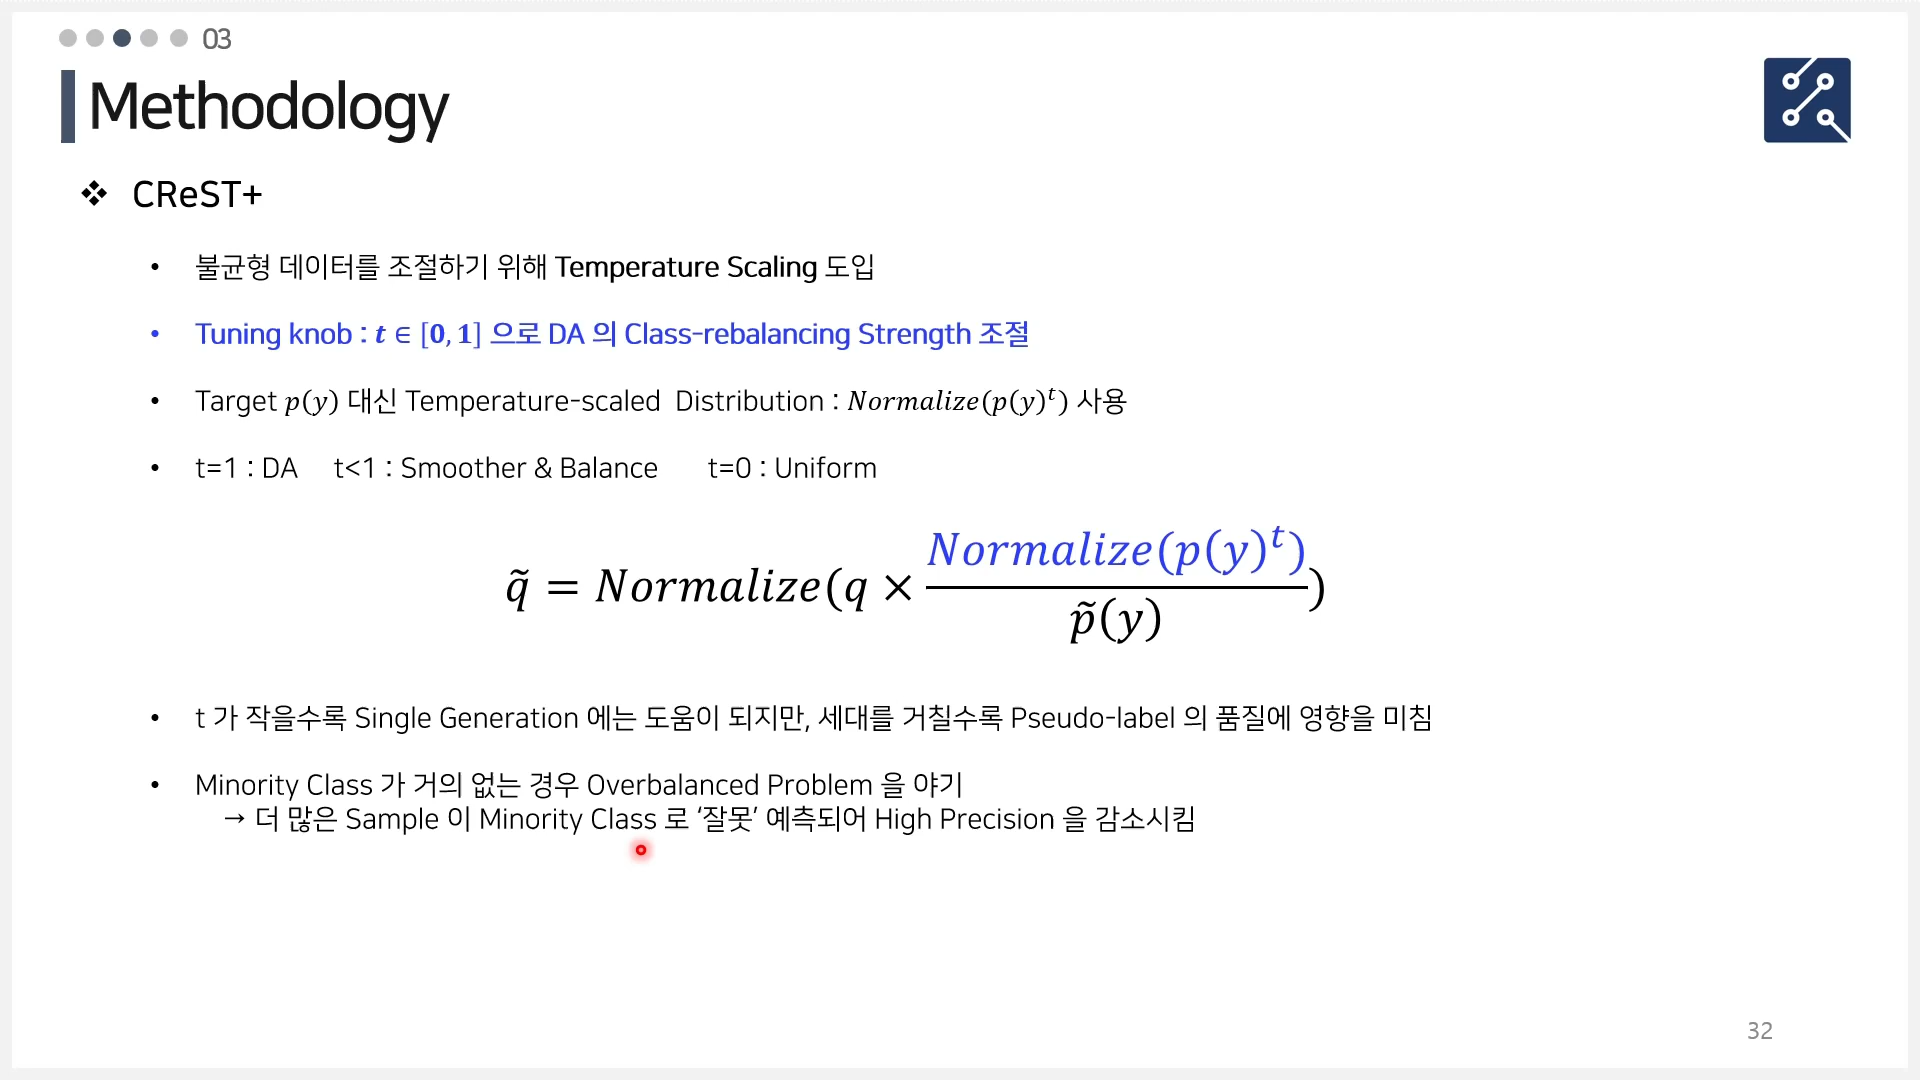 03
Methodology
❖ CReST+
• 불균형 데이터를 조절하기 위해 Temperature Scaling 도입
• Tuning knob : t ∈ [0, 1] 으로 DA 의 Class-rebalancing Strength 조절
• Target p(y) 대신 Temperature-scaled Distribution : Normalize(p(y)^t) 사용
• t=1 : DA t<1 : Smoother & Balance t=0 : Uniform
q̃ = Normalize(q × Normalize(p(y)^t) / p̃(y))
• t 가 작을수록 Single Generation 에는 도움이 되지만, 세대를 거칠수록 Pseudo-label 의 품질에 영향을 미침
• Minority Class 가 거의 없는 경우 Overbalanced Problem 을 야기
→ 더 많은 Sample 이 Minority Class 로 ‘잘못’ 예측되어 High Precision 을 감소시킴
32